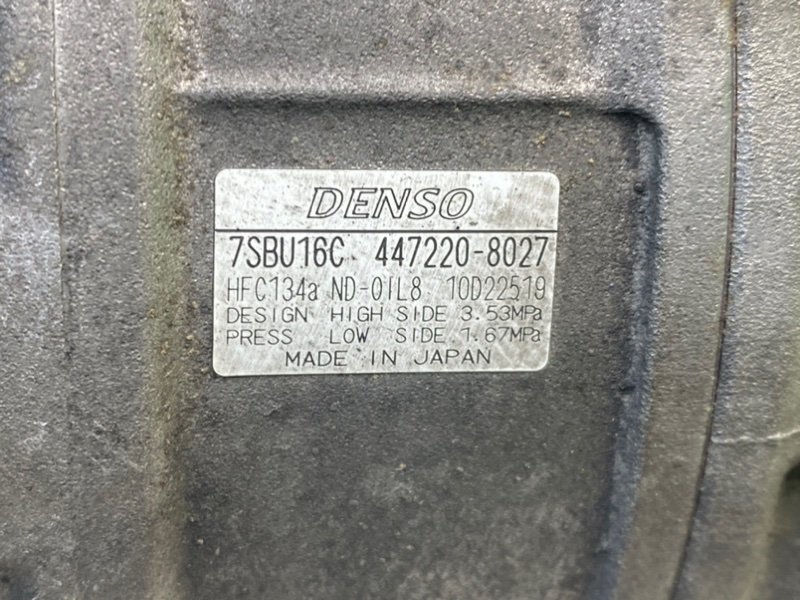 DENSO
7SBU16C 447220-8027
HFC134a ND-OIL8 10D22519
DESIGN HIGH SIDE 3.53MPa
PRESS LOW SIDE 1.67MPa
MADE IN JAPAN